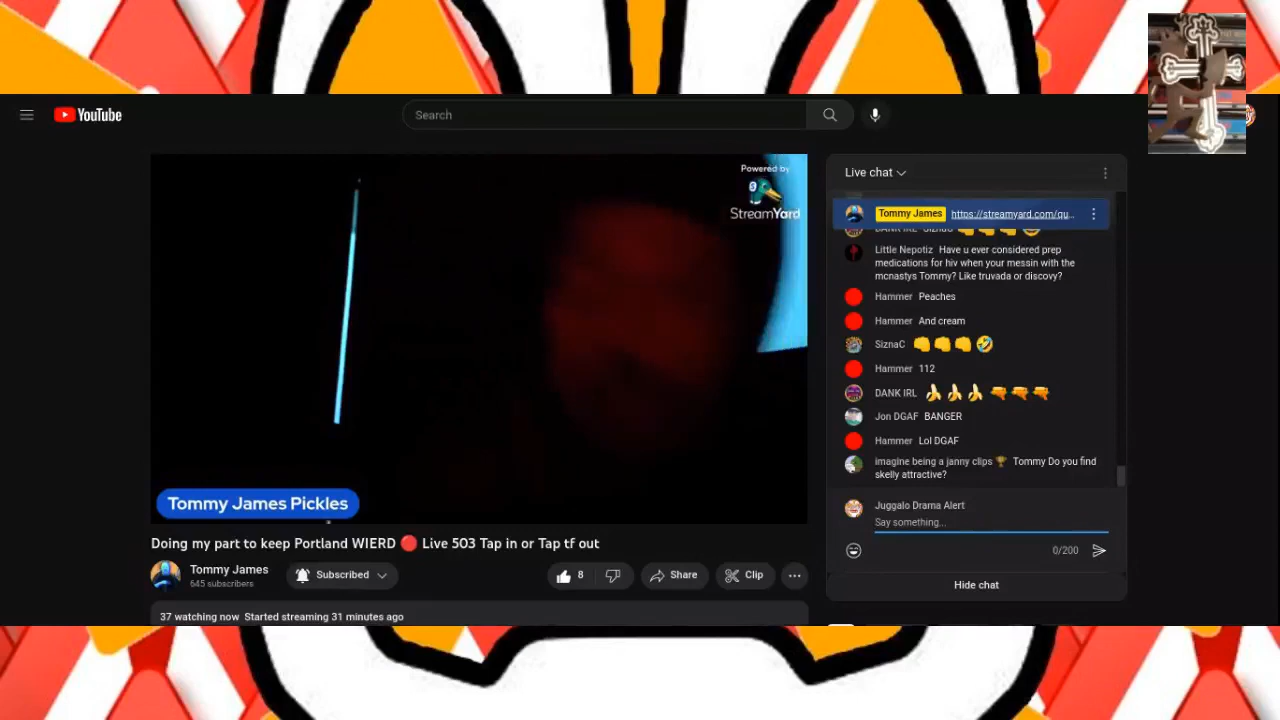 YouTube
Search
Powered by
StreamYard
Tommy James Pickles
Live chat
Tommy James https://streamyard.com/qu...
DANK IRL SiznaC
Little Nepotiz Have u ever considered prep
medications for hiv when your messin with the
mcnastys Tommy? Like truvada or discovy?
Hammer Peaches
Hammer And cream
SiznaC 👊👊👊🤣
Hammer 112
DANK IRL 🍌🍌🍌🔫🔫🔫
Jon DGAF BANGER
Hammer Lol DGAF
imagine being a janny clips 🏆 Tommy Do you find
skelly attractive?
Juggalo Drama Alert
Say something...
0/200
Hide chat
Doing my part to keep Portland WIERD 🔴 Live 503 Tap in or Tap tf out
Tommy James
645 subscribers
Subscribed
8
Share
Clip
37 watching now Started streaming 31 minutes ago